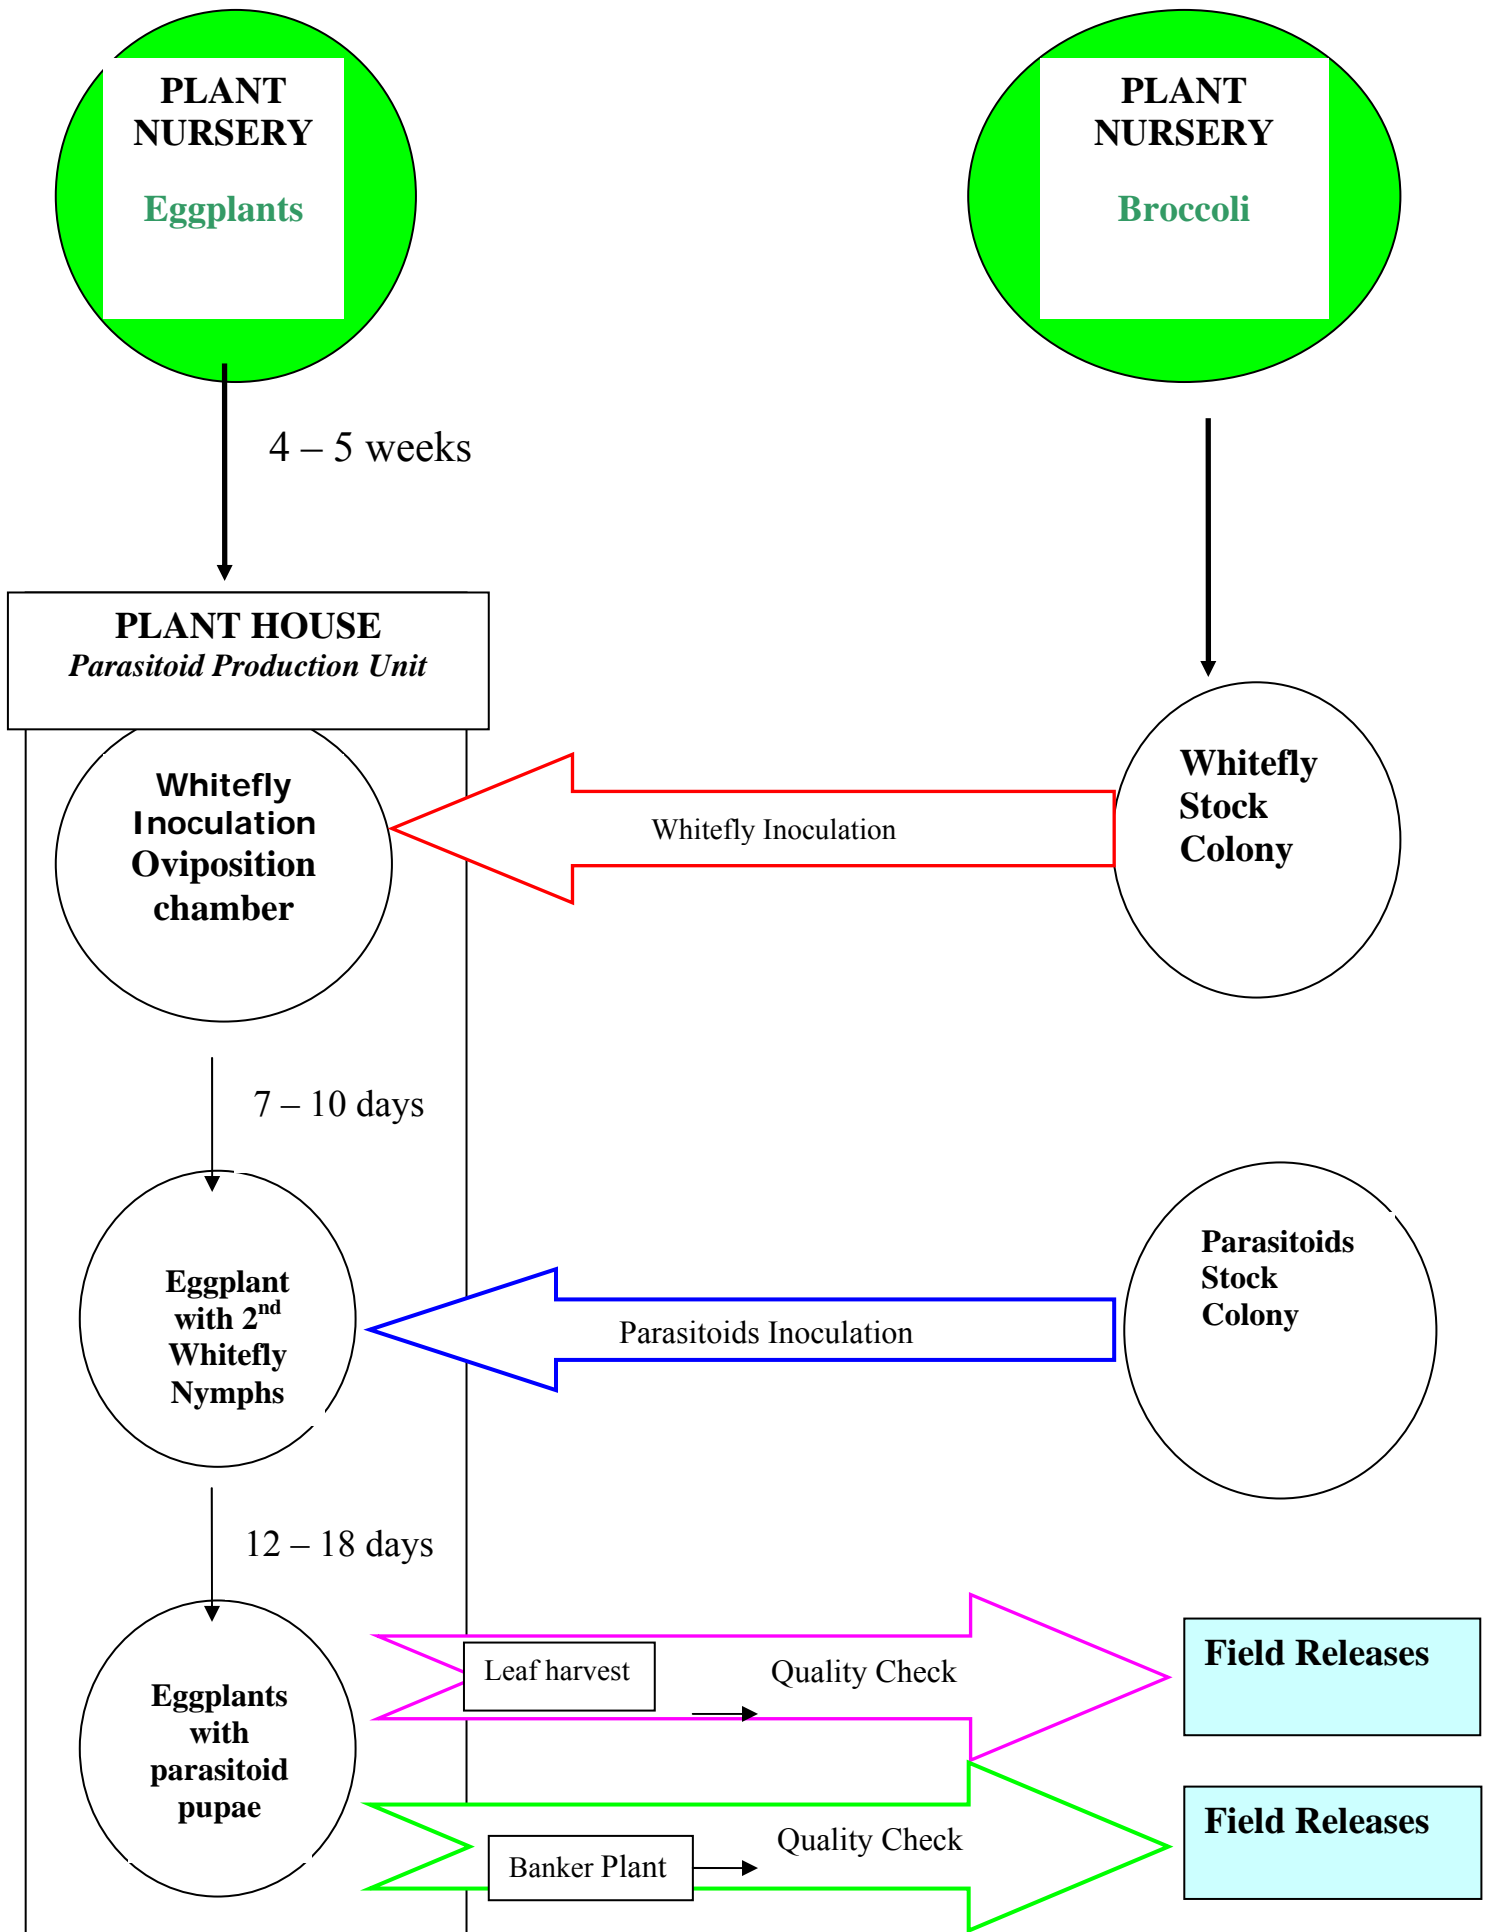 PLANT
NURSERY
Eggplants
PLANT
NURSERY
Broccoli
4 – 5 weeks
PLANT HOUSE
Parasitoid Production Unit
Whitefly
Inoculation
Oviposition
chamber
Whitefly Inoculation
Whitefly
Stock
Colony
7 – 10 days
Eggplant
with 2nd
Whitefly
Nymphs
Parasitoids Inoculation
Parasitoids
Stock
Colony
12 – 18 days
Eggplants
with
parasitoid
pupae
Leaf harvest
Quality Check
Field Releases
Banker Plant
Quality Check
Field Releases